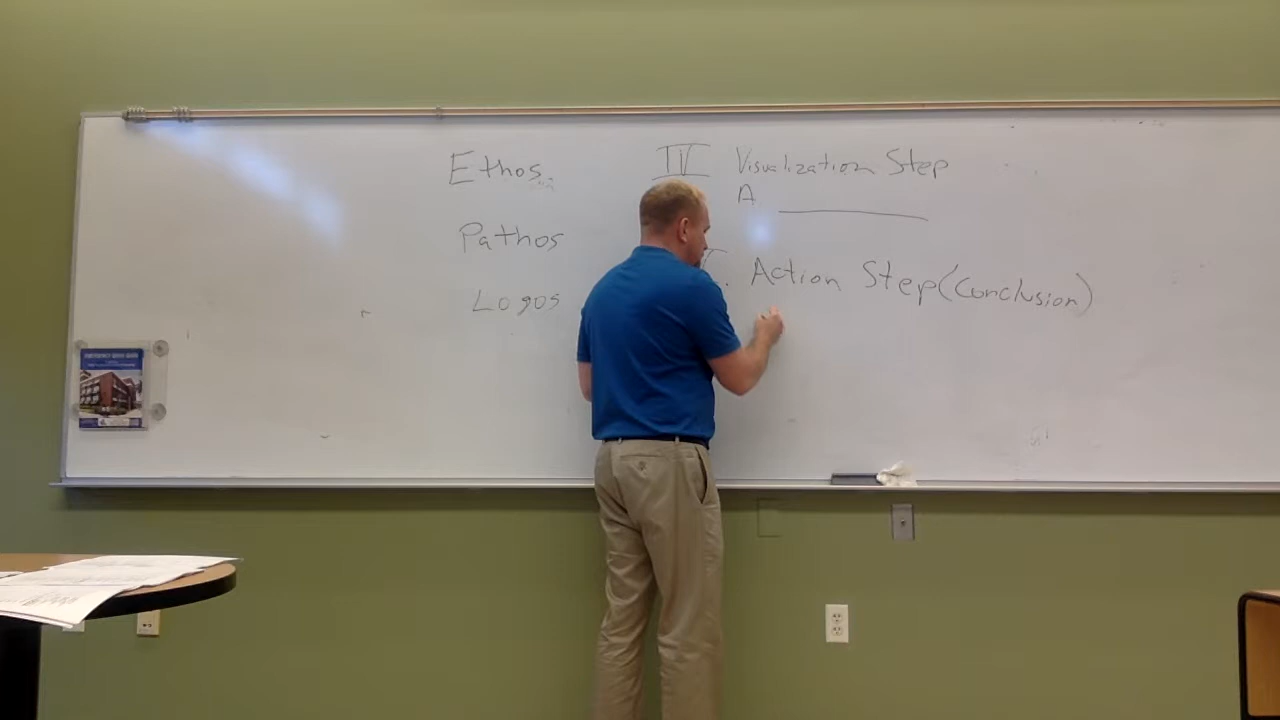 Ethos
Pathos
Logos
IV Visualization Step
A
Action Step (Conclusion)